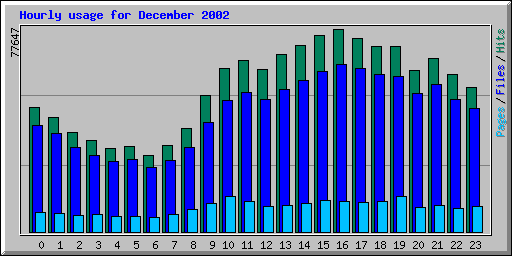 Hourly usage for December 2002
77647
Pages/Files/Hits
0 1 2 3 4 5 6 7 8 9 10 11 12 13 14 15 16 17 18 19 20 21 22 23